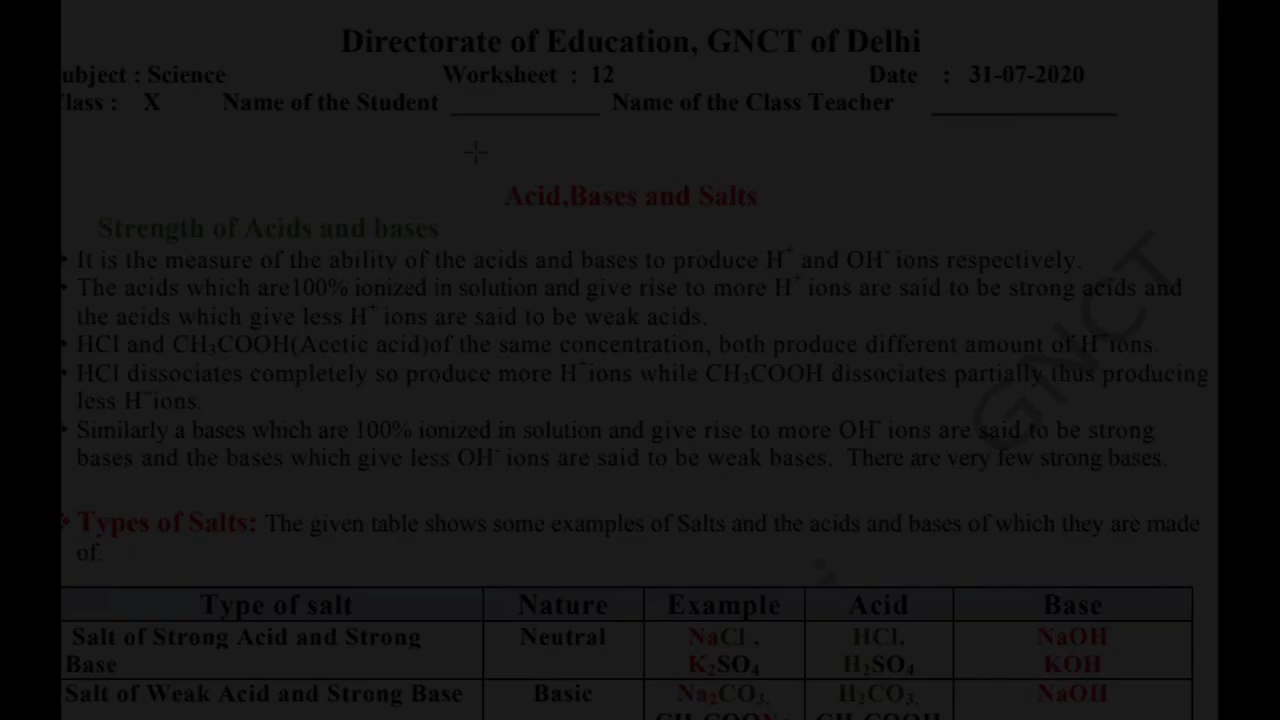 Directorate of Education, GNCT of Delhi
ubject : Science Worksheet : 12 Date : 31-07-2020
lass : X Name of the Student ____________ Name of the Class Teacher _______________
Acid,Bases and Salts
Strength of Acids and bases
• It is the measure of the ability of the acids and bases to produce H⁺ and OH⁻ ions respectively.
• The acids which are100% ionized in solution and give rise to more H⁺ ions are said to be strong acids and
the acids which give less H⁺ ions are said to be weak acids.
• HCl and CH₃COOH(Acetic acid)of the same concentration, both produce different amount of H⁺ions.
• HCl dissociates completely so produce more H⁺ions while CH₃COOH dissociates partially thus producing
less H⁻ions.
• Similarly a bases which are 100% ionized in solution and give rise to more OH⁻ ions are said to be strong
bases and the bases which give less OH⁻ ions are said to be weak bases. There are very few strong bases.
Types of Salts: The given table shows some examples of Salts and the acids and bases of which they are made
of.
Type of salt Nature Example Acid Base
Salt of Strong Acid and Strong Neutral NaCl , HCl, NaOH
Base K₂SO₄ H₂SO₄ KOH
Salt of Weak Acid and Strong Base Basic Na₂CO₃, H₂CO₃, NaOH
CH₃COONa CH₃COOH
GNCT